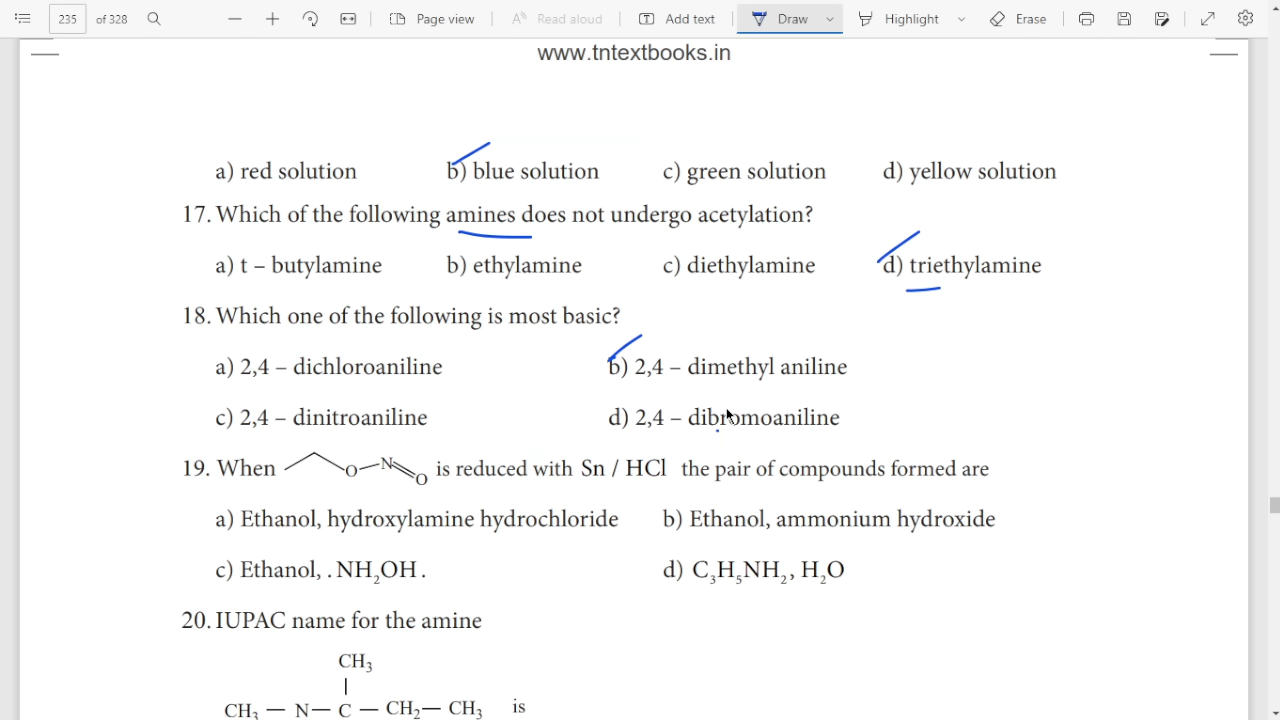 235 of 328 Page view Read aloud Add text Draw Highlight Erase
www.tntextbooks.in
a) red solution b) blue solution c) green solution d) yellow solution
17. Which of the following amines does not undergo acetylation?
a) t – butylamine b) ethylamine c) diethylamine d) triethylamine
18. Which one of the following is most basic?
a) 2,4 – dichloroaniline b) 2,4 – dimethyl aniline
c) 2,4 – dinitroaniline d) 2,4 – dibromoaniline
19. When O N O is reduced with Sn / HCl the pair of compounds formed are
a) Ethanol, hydroxylamine hydrochloride b) Ethanol, ammonium hydroxide
c) Ethanol, . NH₂OH . d) C₃H₅NH₂ , H₂O
20. IUPAC name for the amine
CH₃
|
CH₃ — N— C — CH₂— CH₃ is